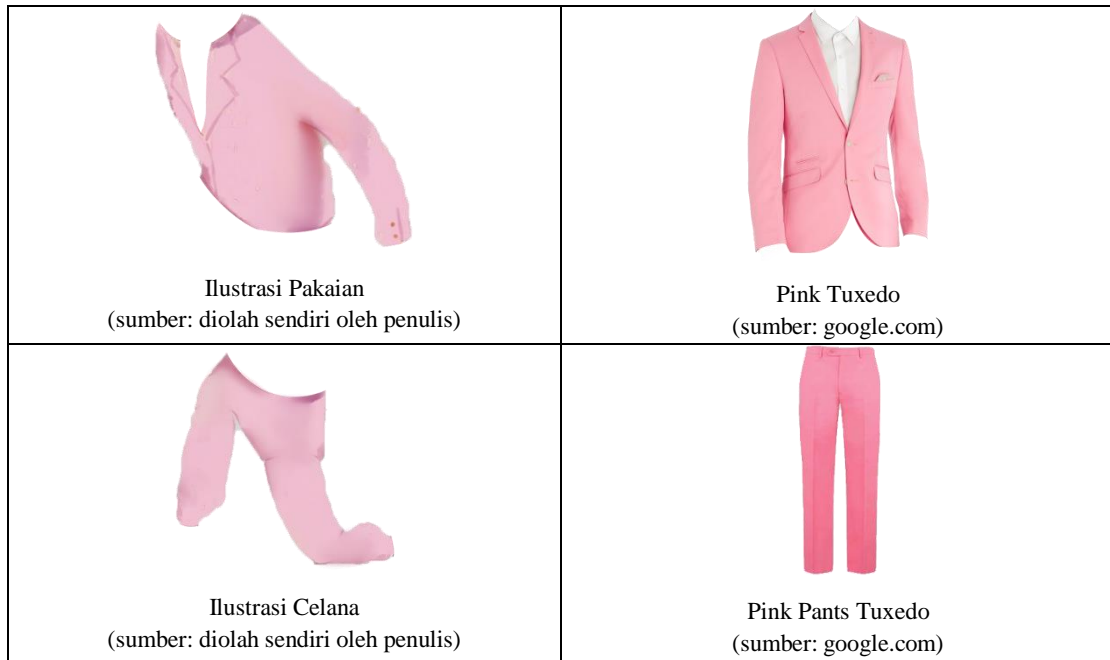 Ilustrasi Pakaian
(sumber: diolah sendiri oleh penulis)
Pink Tuxedo
(sumber: google.com)
Ilustrasi Celana
(sumber: diolah sendiri oleh penulis)
Pink Pants Tuxedo
(sumber: google.com)